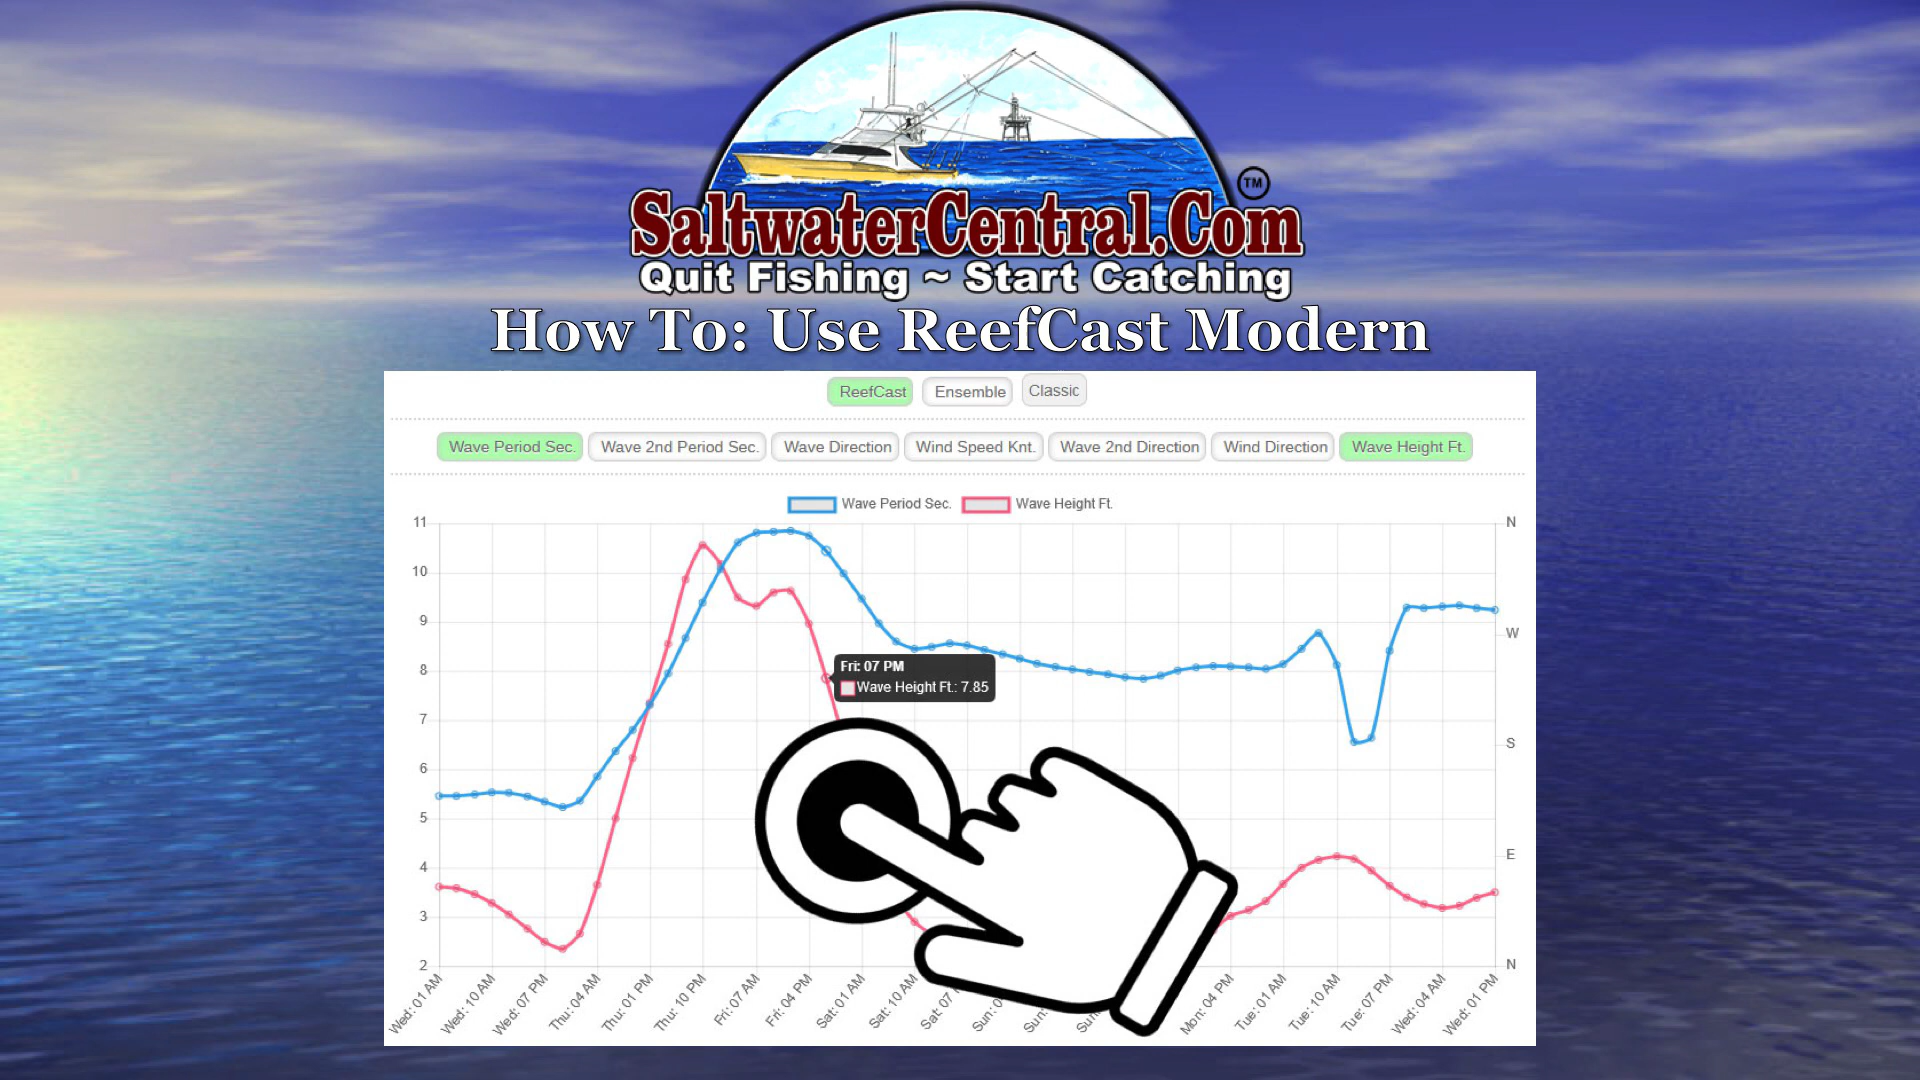 TM
SaltwaterCentral.Com
Quit Fishing ~ Start Catching
How To: Use ReefCast Modern
ReefCast Ensemble Classic
Wave Period Sec. Wave 2nd Period Sec. Wave Direction Wind Speed Knt. Wave 2nd Direction Wind Direction Wave Height Ft.
Wave Period Sec. Wave Height Ft.
11 N
10
9
W
8
Fri: 07 PM
Wave Height Ft.: 7.85
7
S
6
5
4
E
3
2 N
Wed: 01 AM Wed: 10 AM Wed: 07 PM Thu: 04 AM Thu: 01 PM Thu: 10 PM Fri: 07 AM Fri: 04 PM Sat: 01 AM Sat: 10 AM Sat: 07 Sun: Sun: Mon: 04 PM Tue: 01 AM Tue: 10 AM Tue: 07 PM Wed: 04 AM Wed: 01 PM